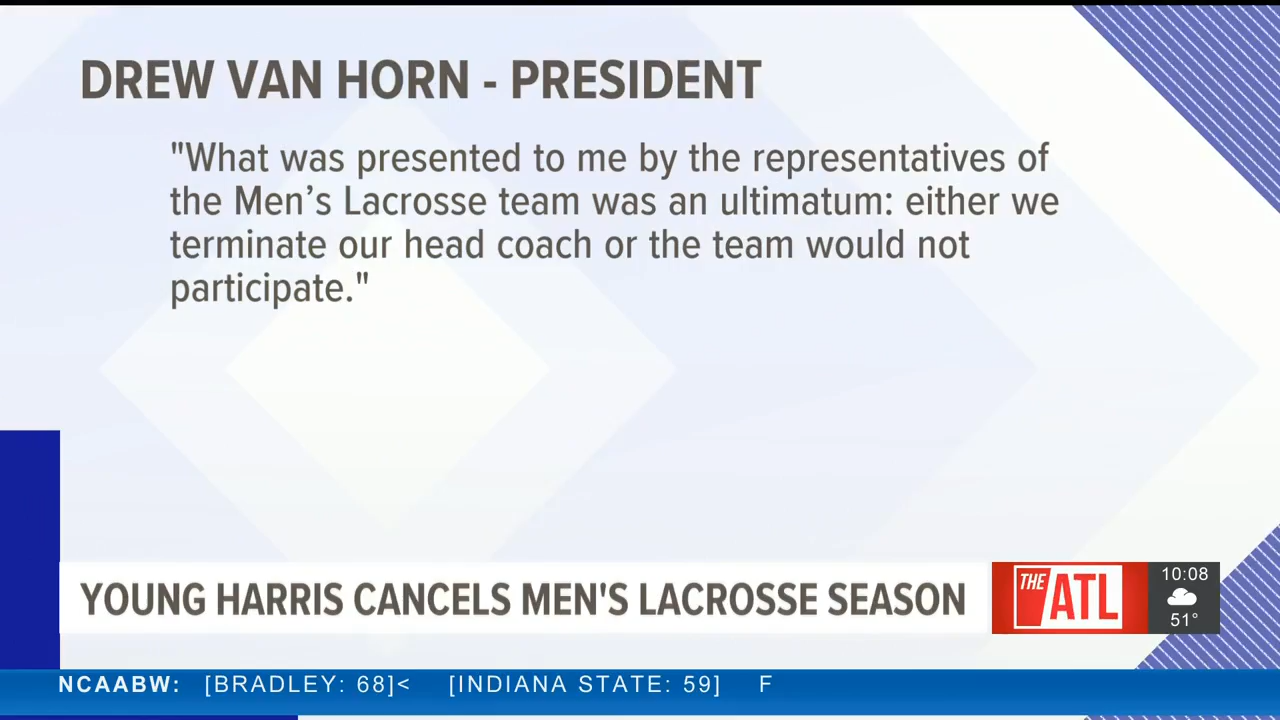 DREW VAN HORN - PRESIDENT
"What was presented to me by the representatives of
the Men’s Lacrosse team was an ultimatum: either we
terminate our head coach or the team would not
participate."
YOUNG HARRIS CANCELS MEN'S LACROSSE SEASON
THE ATL
10:08
51°
NCAABW: [BRADLEY: 68]< [INDIANA STATE: 59] F